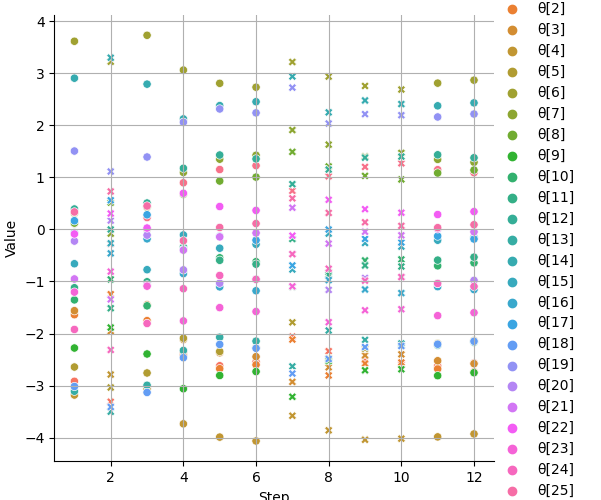 4
3
2
1
0
−1
−2
−3
−4
Value
2
4
6
8
10
12
Step
θ[2]
θ[3]
θ[4]
θ[5]
θ[6]
θ[7]
θ[8]
θ[9]
θ[10]
θ[11]
θ[12]
θ[13]
θ[14]
θ[15]
θ[16]
θ[17]
θ[18]
θ[19]
θ[20]
θ[21]
θ[22]
θ[23]
θ[24]
θ[25]